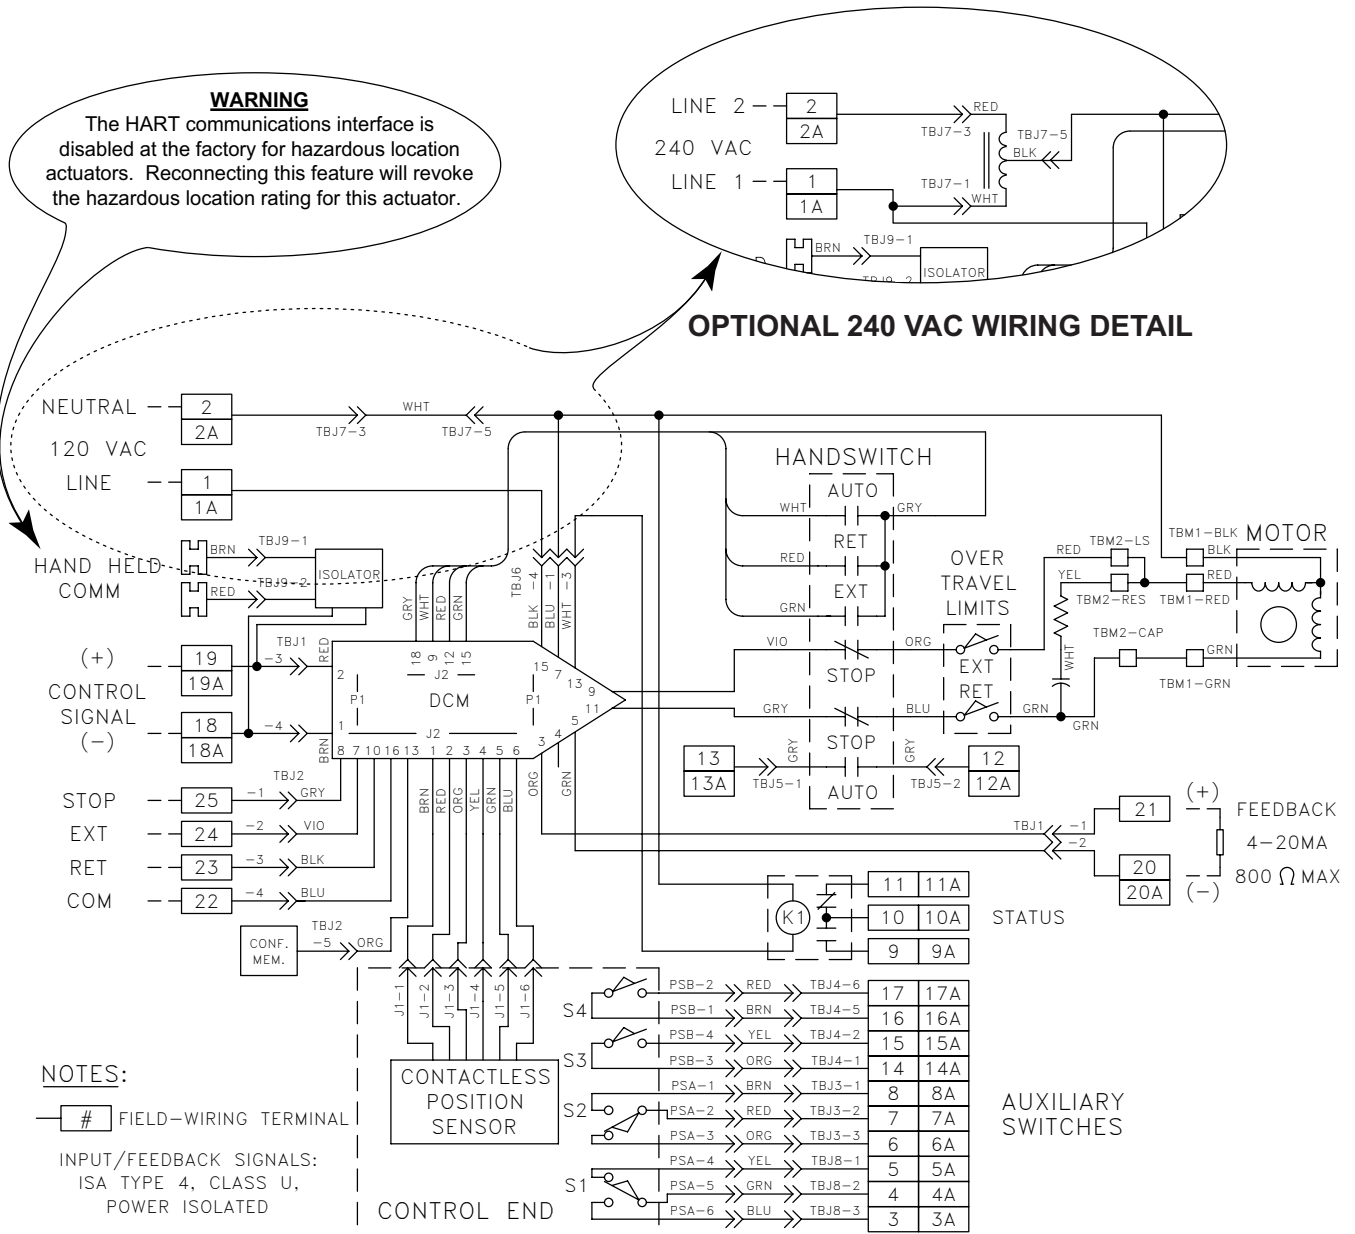 WARNING
The HART communications interface is
disabled at the factory for hazardous location
actuators.  Reconnecting this feature will revoke
the hazardous location rating for this actuator.
LINE 2
2
2A
RED
TBJ7-3
TBJ7-5
BLK
240 VAC
LINE 1
1
1A
TBJ7-1
WHT
BRN
TBJ9-1
ISOLATOR
OPTIONAL 240 VAC WIRING DETAIL
NEUTRAL
2
2A
TBJ7-3
WHT
TBJ7-5
120 VAC
LINE
1
1A
HAND HELD
COMM
BRN
TBJ9-1
RED
TBJ9-2
ISOLATOR
GRY
WHT
RED
GRN
TBJ6
BLK -4
BLU -1
WHT -3
HANDSWITCH
AUTO
WHT
GRY
RET
RED
EXT
GRN
VIO
STOP
ORG
GRY
STOP
BLU
OVER
TRAVEL
LIMITS
EXT
RET
GRN
GRN
RED
YEL
WHT
TBM2-LS
TBM2-RES
TBM2-CAP
TBM1-BLK
BLK
RED
TBM1-RED
GRN
TBM1-GRN
MOTOR
(+)
CONTROL
SIGNAL
(-)
19
19A
18
18A
TBJ1
-3
RED
-4
BRN
2
1
P1
18
9
12
15
J2
DCM
P1
J2
15
7
13
9
11
5
4
3
8 7 10 16 13 1 2 3 4 5 6
13
13A
TBJ5-1
GRY
AUTO
GRY
TBJ5-2
12
12A
STOP
25
TBJ2
-1
GRY
EXT
24
-2
VIO
RET
23
-3
BLK
COM
22
-4
BLU
BRN
RED
ORG
YEL
GRN
BLU
ORG
GRN
TBJ1
-1
-2
21
20
20A
(+)
(-)
FEEDBACK
4-20MA
800 Ω MAX
CONF.
MEM.
TBJ2
-5
ORG
K1
11 11A
10 10A
9 9A
STATUS
J1-1
J1-2
J1-3
J1-4
J1-5
J1-6
CONTACTLESS
POSITION
SENSOR
CONTROL END
S4
PSB-2 RED TBJ4-6 17 17A
PSB-1 BRN TBJ4-5 16 16A
S3
PSB-4 YEL TBJ4-2 15 15A
PSB-3 ORG TBJ4-1 14 14A
S2
PSA-1 BRN TBJ3-1 8 8A
PSA-2 RED TBJ3-2 7 7A
PSA-3 ORG TBJ3-3 6 6A
S1
PSA-4 YEL TBJ8-1 5 5A
PSA-5 GRN TBJ8-2 4 4A
PSA-6 BLU TBJ8-3 3 3A
AUXILIARY
SWITCHES
NOTES:
# FIELD-WIRING TERMINAL
INPUT/FEEDBACK SIGNALS:
ISA TYPE 4, CLASS U,
POWER ISOLATED